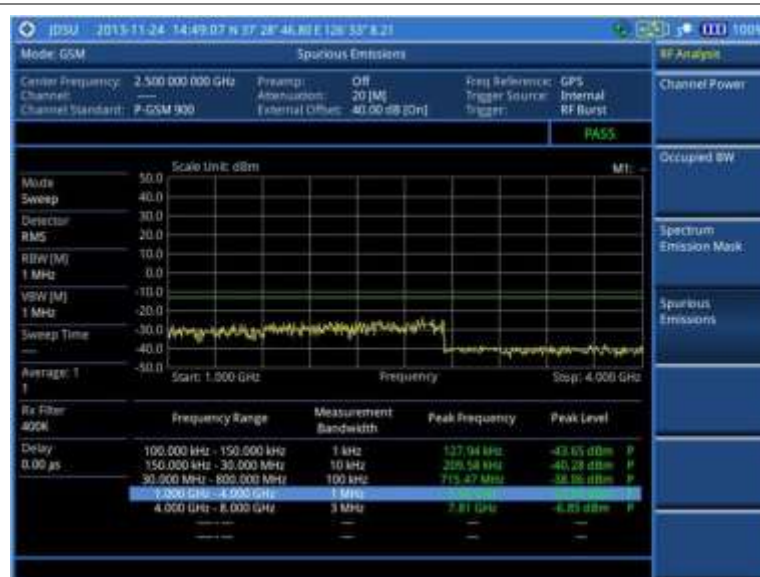 JDSU 2013-11-24 14:49:07 N 37° 28' 46.80 E 126° 53' 8.21 100%
Mode: GSM Spurious Emissions RF Analysis
Center Frequency: 2.500 000 000 GHz Preamp: Off Freq Reference: GPS
Channel: ---- Attenuation: 20 [M] Trigger Source: Internal
Channel Standard: P-GSM 900 External Offset: 40.00 dB [On] Trigger: RF Burst
Channel Power
PASS
Occupied BW
Scale Unit: dBm M1: --
Mode
Sweep
Detector
RMS
RBW [M]
1 MHz
VBW [M]
1 MHz
Sweep Time
----
Average: 1
1
Rx Filter
400K
Delay
0.00 µs
50.0
40.0
30.0
20.0
10.0
0.0
-10.0
-20.0
-30.0
-40.0
-50.0
Start: 1.000 GHz Frequency Stop: 4.000 GHz
Spectrum
Emission Mask
Spurious
Emissions
Frequency Range Measurement Bandwidth Peak Frequency Peak Level
100.000 kHz - 150.000 kHz 1 kHz 127.94 kHz -43.65 dBm P
150.000 kHz - 30.000 MHz 10 kHz 209.58 kHz -40.28 dBm P
30.000 MHz - 800.000 MHz 100 kHz 715.47 MHz -38.06 dBm P
1.000 GHz - 4.000 GHz 1 MHz
4.000 GHz - 8.000 GHz 3 MHz 7.81 GHz -6.85 dBm P
---- ---- ---- ---- ----
---- ---- ---- ---- ----